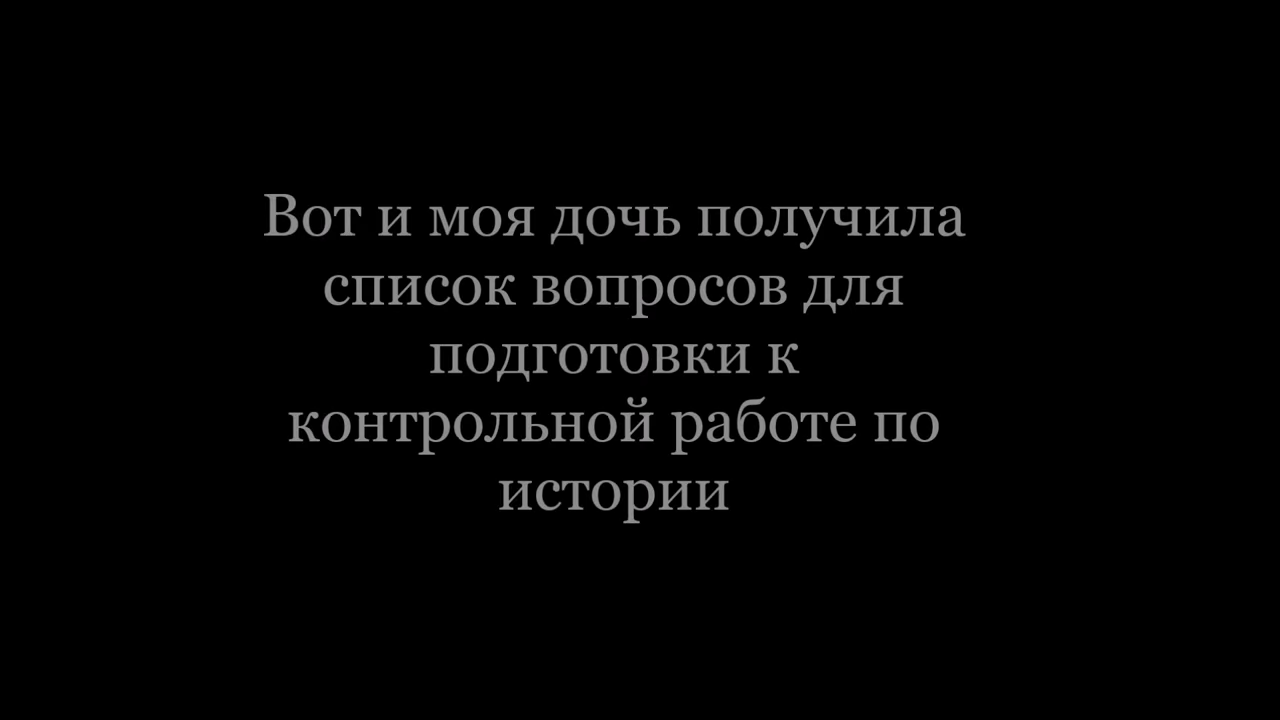 Вот и моя дочь получила
список вопросов для
подготовки к
контрольной работе по
истории